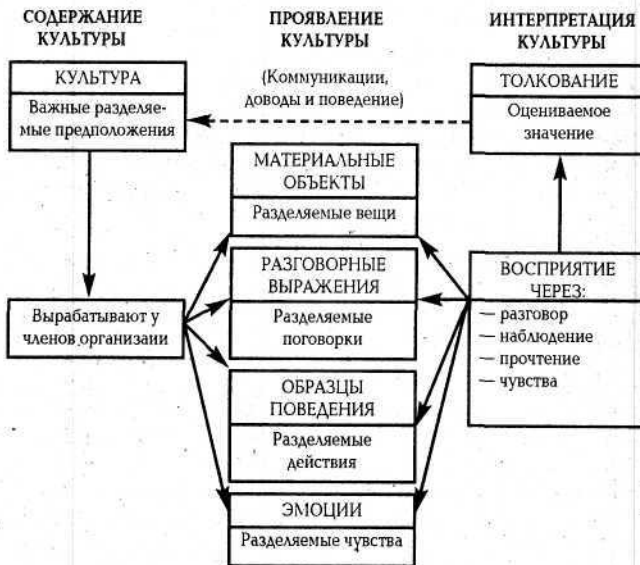 СОДЕРЖАНИЕ
КУЛЬТУРЫ
ПРОЯВЛЕНИЕ
КУЛЬТУРЫ
ИНТЕРПРЕТАЦИЯ
КУЛЬТУРЫ
КУЛЬТУРА
Важные разделяе-
мые предположения
(Коммуникации,
доводы и поведение)
ТОЛКОВАНИЕ
Оцениваемое
значение
МАТЕРИАЛЬНЫЕ
ОБЪЕКТЫ
Разделяемые вещи
РАЗГОВОРНЫЕ
ВЫРАЖЕНИЯ
Разделяемые
поговорки
Вырабатывают у
членов организаии
ВОСПРИЯТИЕ
ЧЕРЕЗ:
— разговор
— наблюдение
— прочтение
— чувства
ОБРАЗЦЫ
ПОВЕДЕНИЯ
Разделяемые
действия
ЭМОЦИИ
Разделяемые чувства